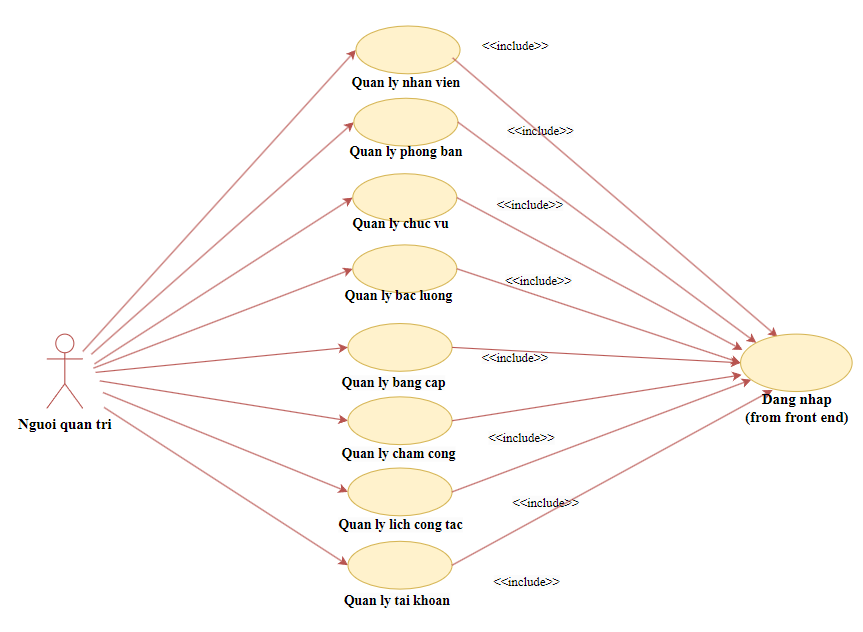 <<include>>
Quan ly nhan vien
<<include>>
Quan ly phong ban
<<include>>
Quan ly chuc vu
<<include>>
Quan ly bac luong
<<include>>
Quan ly bang cap
Dang nhap
(from front end)
Nguoi quan tri
<<include>>
Quan ly cham cong
<<include>>
Quan ly lich cong tac
<<include>>
Quan ly tai khoan